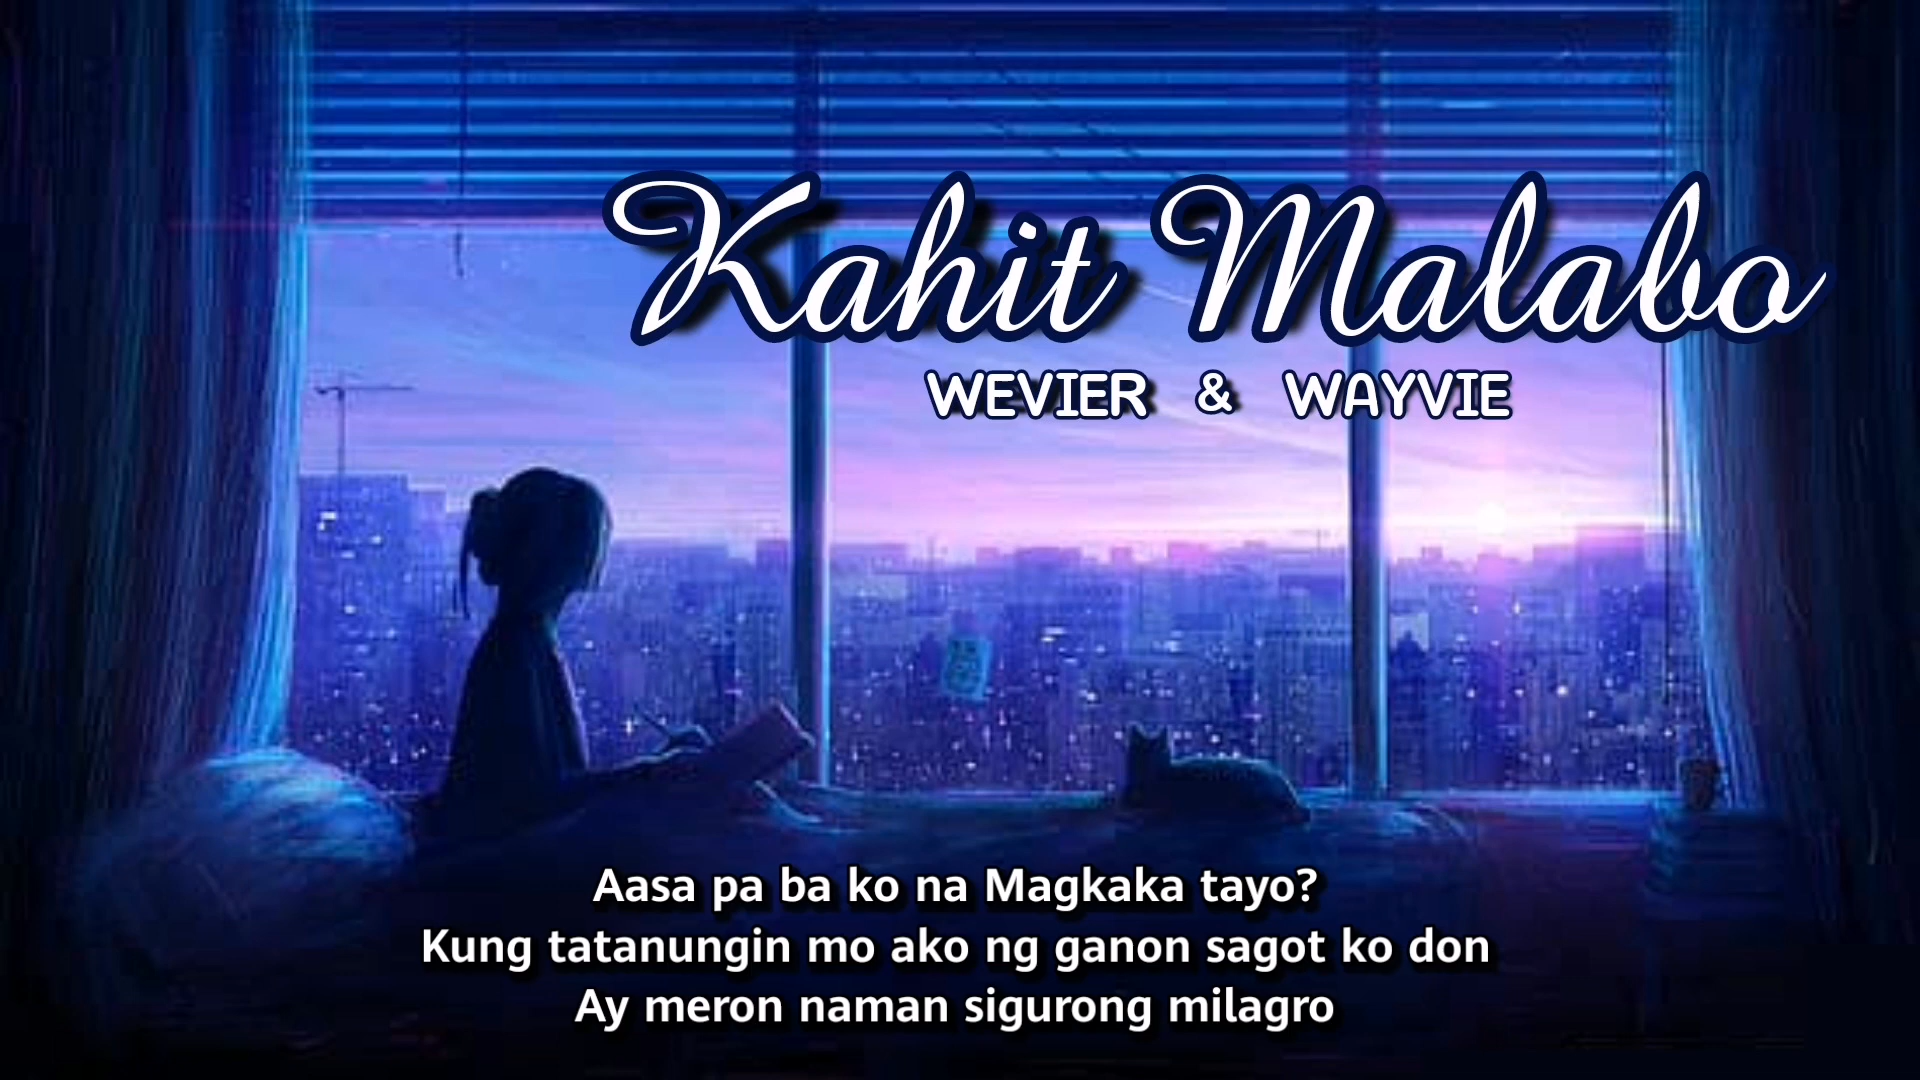 Kahit Malabo
WEVIER & WAYVIE
Aasa pa ba ko na Magkaka tayo?
Kung tatanungin mo ako ng ganon sagot ko don
Ay meron naman sigurong milagro